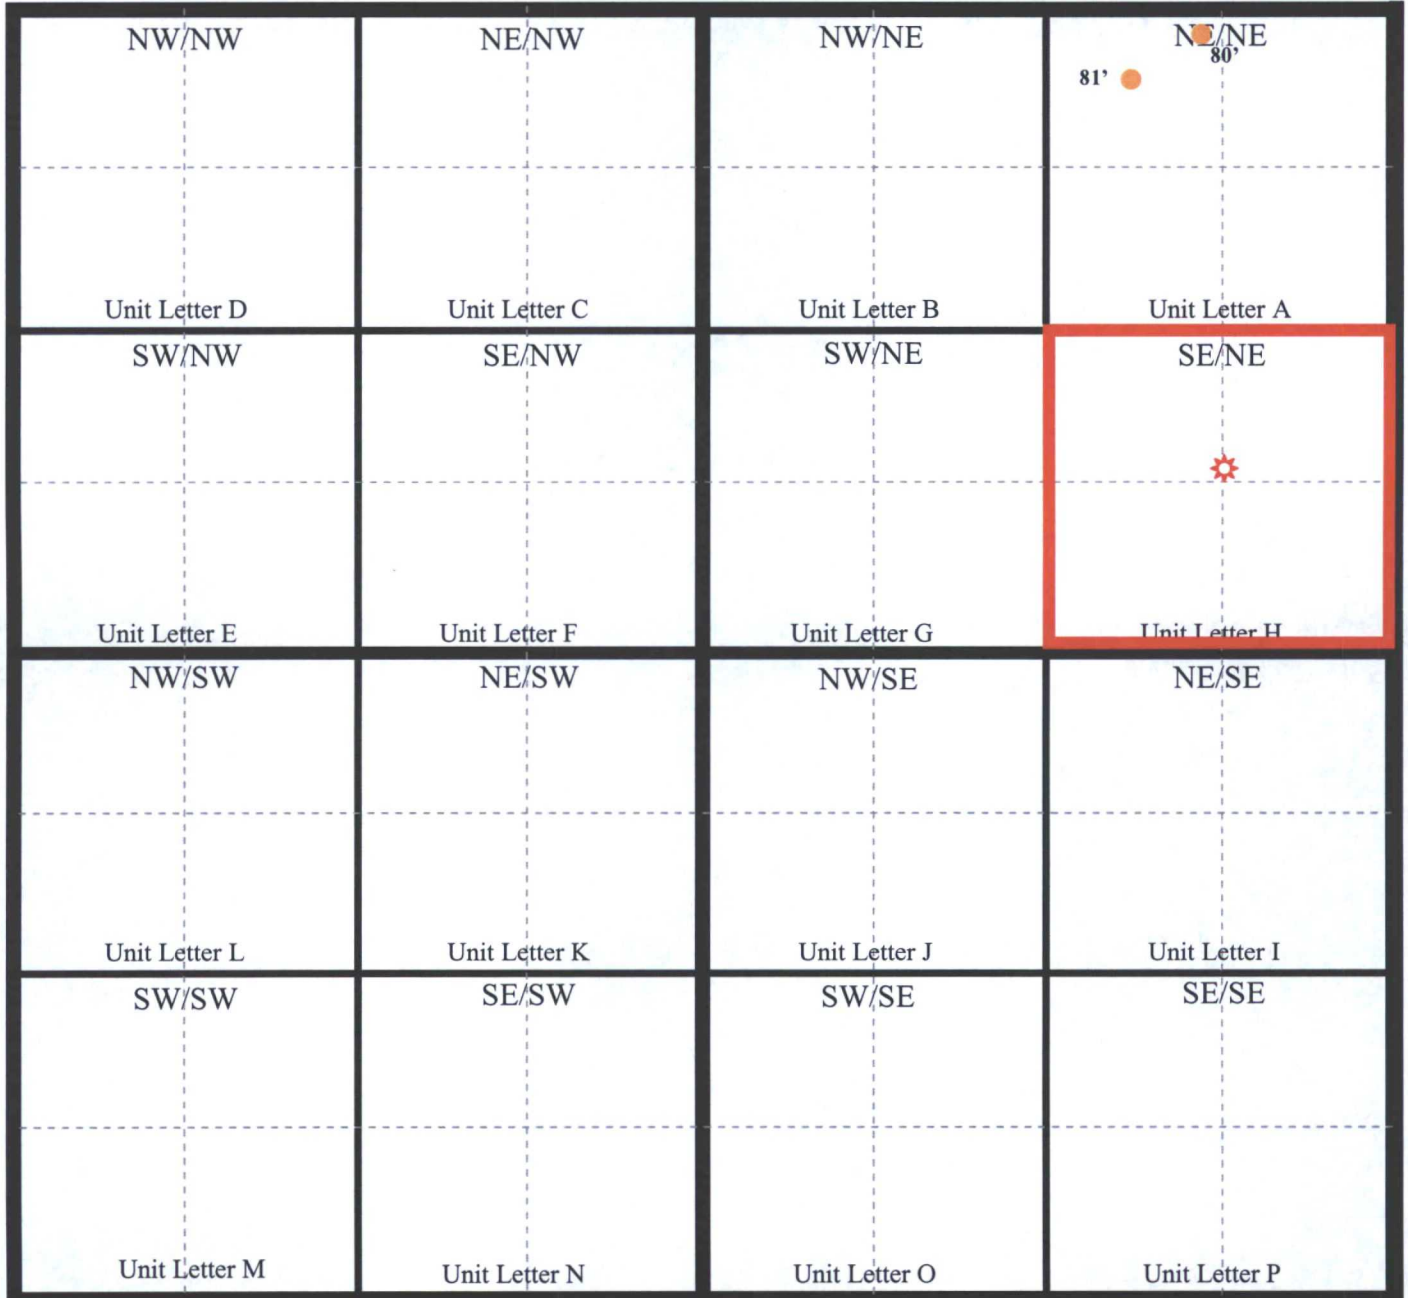 NW/NW
NE/NW
NW/NE
NE/NE
80’
81’
Unit Letter D
Unit Letter C
Unit Letter B
Unit Letter A
SW/NW
SE/NW
SW/NE
SE/NE
Unit Letter E
Unit Letter F
Unit Letter G
Unit Letter H
NW/SW
NE/SW
NW/SE
NE/SE
Unit Letter L
Unit Letter K
Unit Letter J
Unit Letter I
SW/SW
SE/SW
SW/SE
SE/SE
Unit Letter M
Unit Letter N
Unit Letter O
Unit Letter P